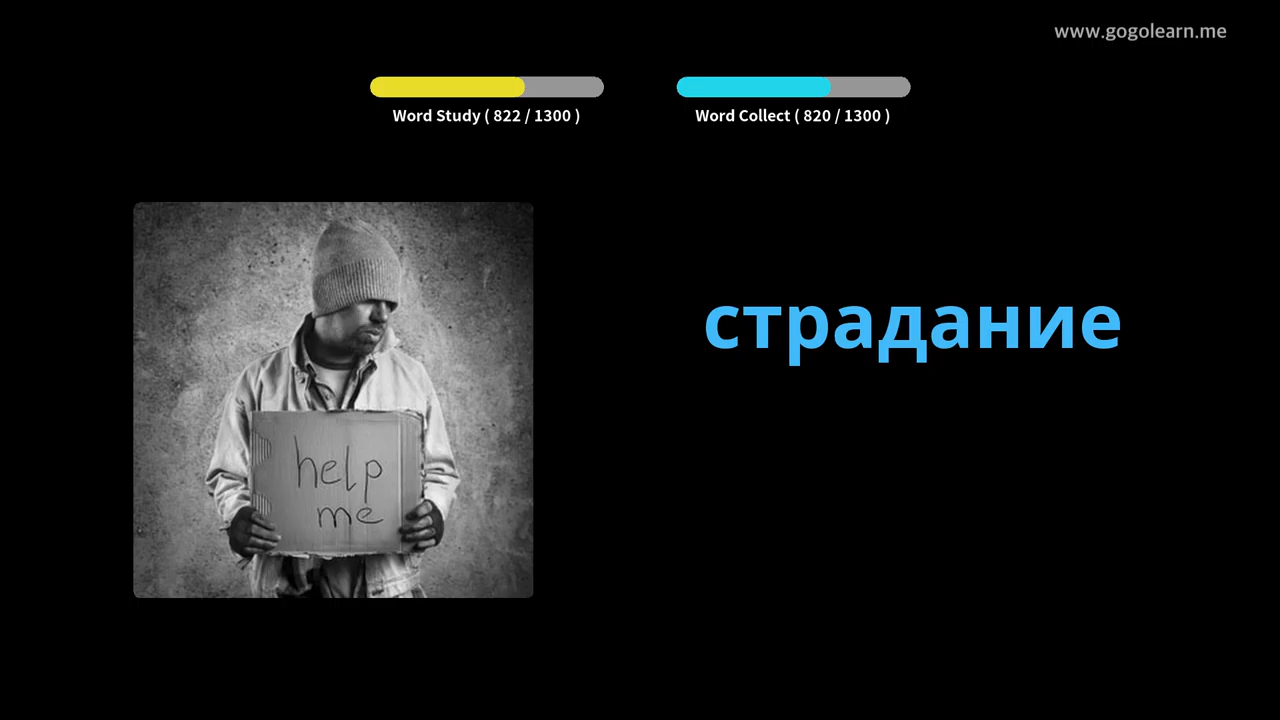 www.gogolearn.me
Word Study ( 822 / 1300 )
Word Collect ( 820 / 1300 )
страдание
help
me